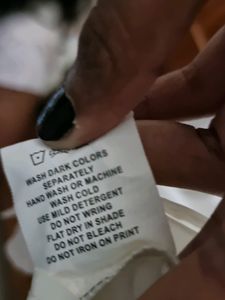 WASH DARK COLORS
SEPARATELY
HAND WASH OR MACHINE
WASH COLD
USE MILD DETERGENT
DO NOT WRING
FLAT DRY IN SHADE
DO NOT BLEACH
DO NOT IRON ON PRINT